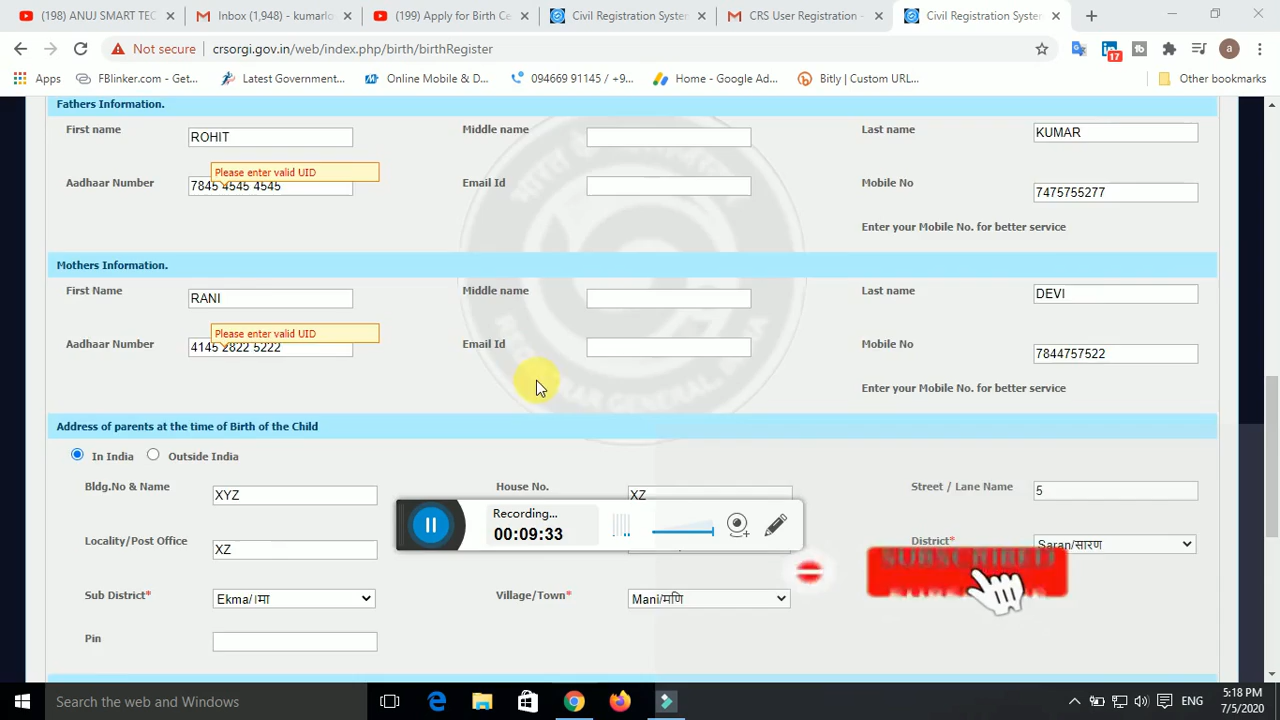 (198) ANUJ SMART TEC
Inbox (1,948) - kumarlo
(199) Apply for Birth Ce
Civil Registration System
CRS User Registration -
Civil Registration System
Not secure
crsorgi.gov.in/web/index.php/birth/birthRegister
17
a
Apps
FBlinker.com - Get...
Latest Government...
Online Mobile & D...
094669 91145 / +9...
Home - Google Ad...
Bitly | Custom URL...
Other bookmarks
Fathers Information.
First name
ROHIT
Middle name
Last name
KUMAR
Please enter valid UID
Aadhaar Number
7845 4545 4545
Email Id
Mobile No
7475755277
Enter your Mobile No. for better service
Mothers Information.
First Name
RANI
Middle name
Last name
DEVI
Please enter valid UID
Aadhaar Number
4145 2822 5222
Email Id
Mobile No
7844757522
Enter your Mobile No. for better service
Address of parents at the time of Birth of the Child
In India
Outside India
Bldg.No & Name
XYZ
House No.
XZ
Street / Lane Name
5
Recording...
00:09:33
Locality/Post Office
XZ
District*
Saran/सारण
SUBSCRIBED
Sub District*
Ekma/।मा
Village/Town*
Mani/मणि
Pin
Search the web and Windows
ENG
5:18 PM
7/5/2020